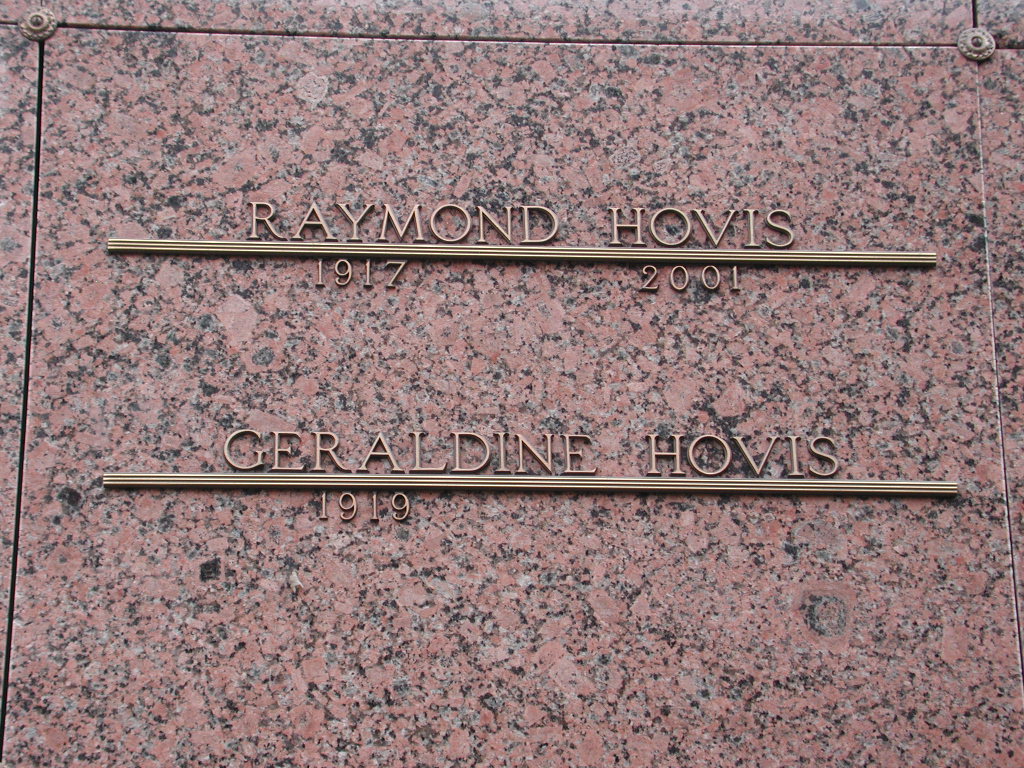 RAYMOND HOVIS
1917 2001
GERALDINE HOVIS
1919